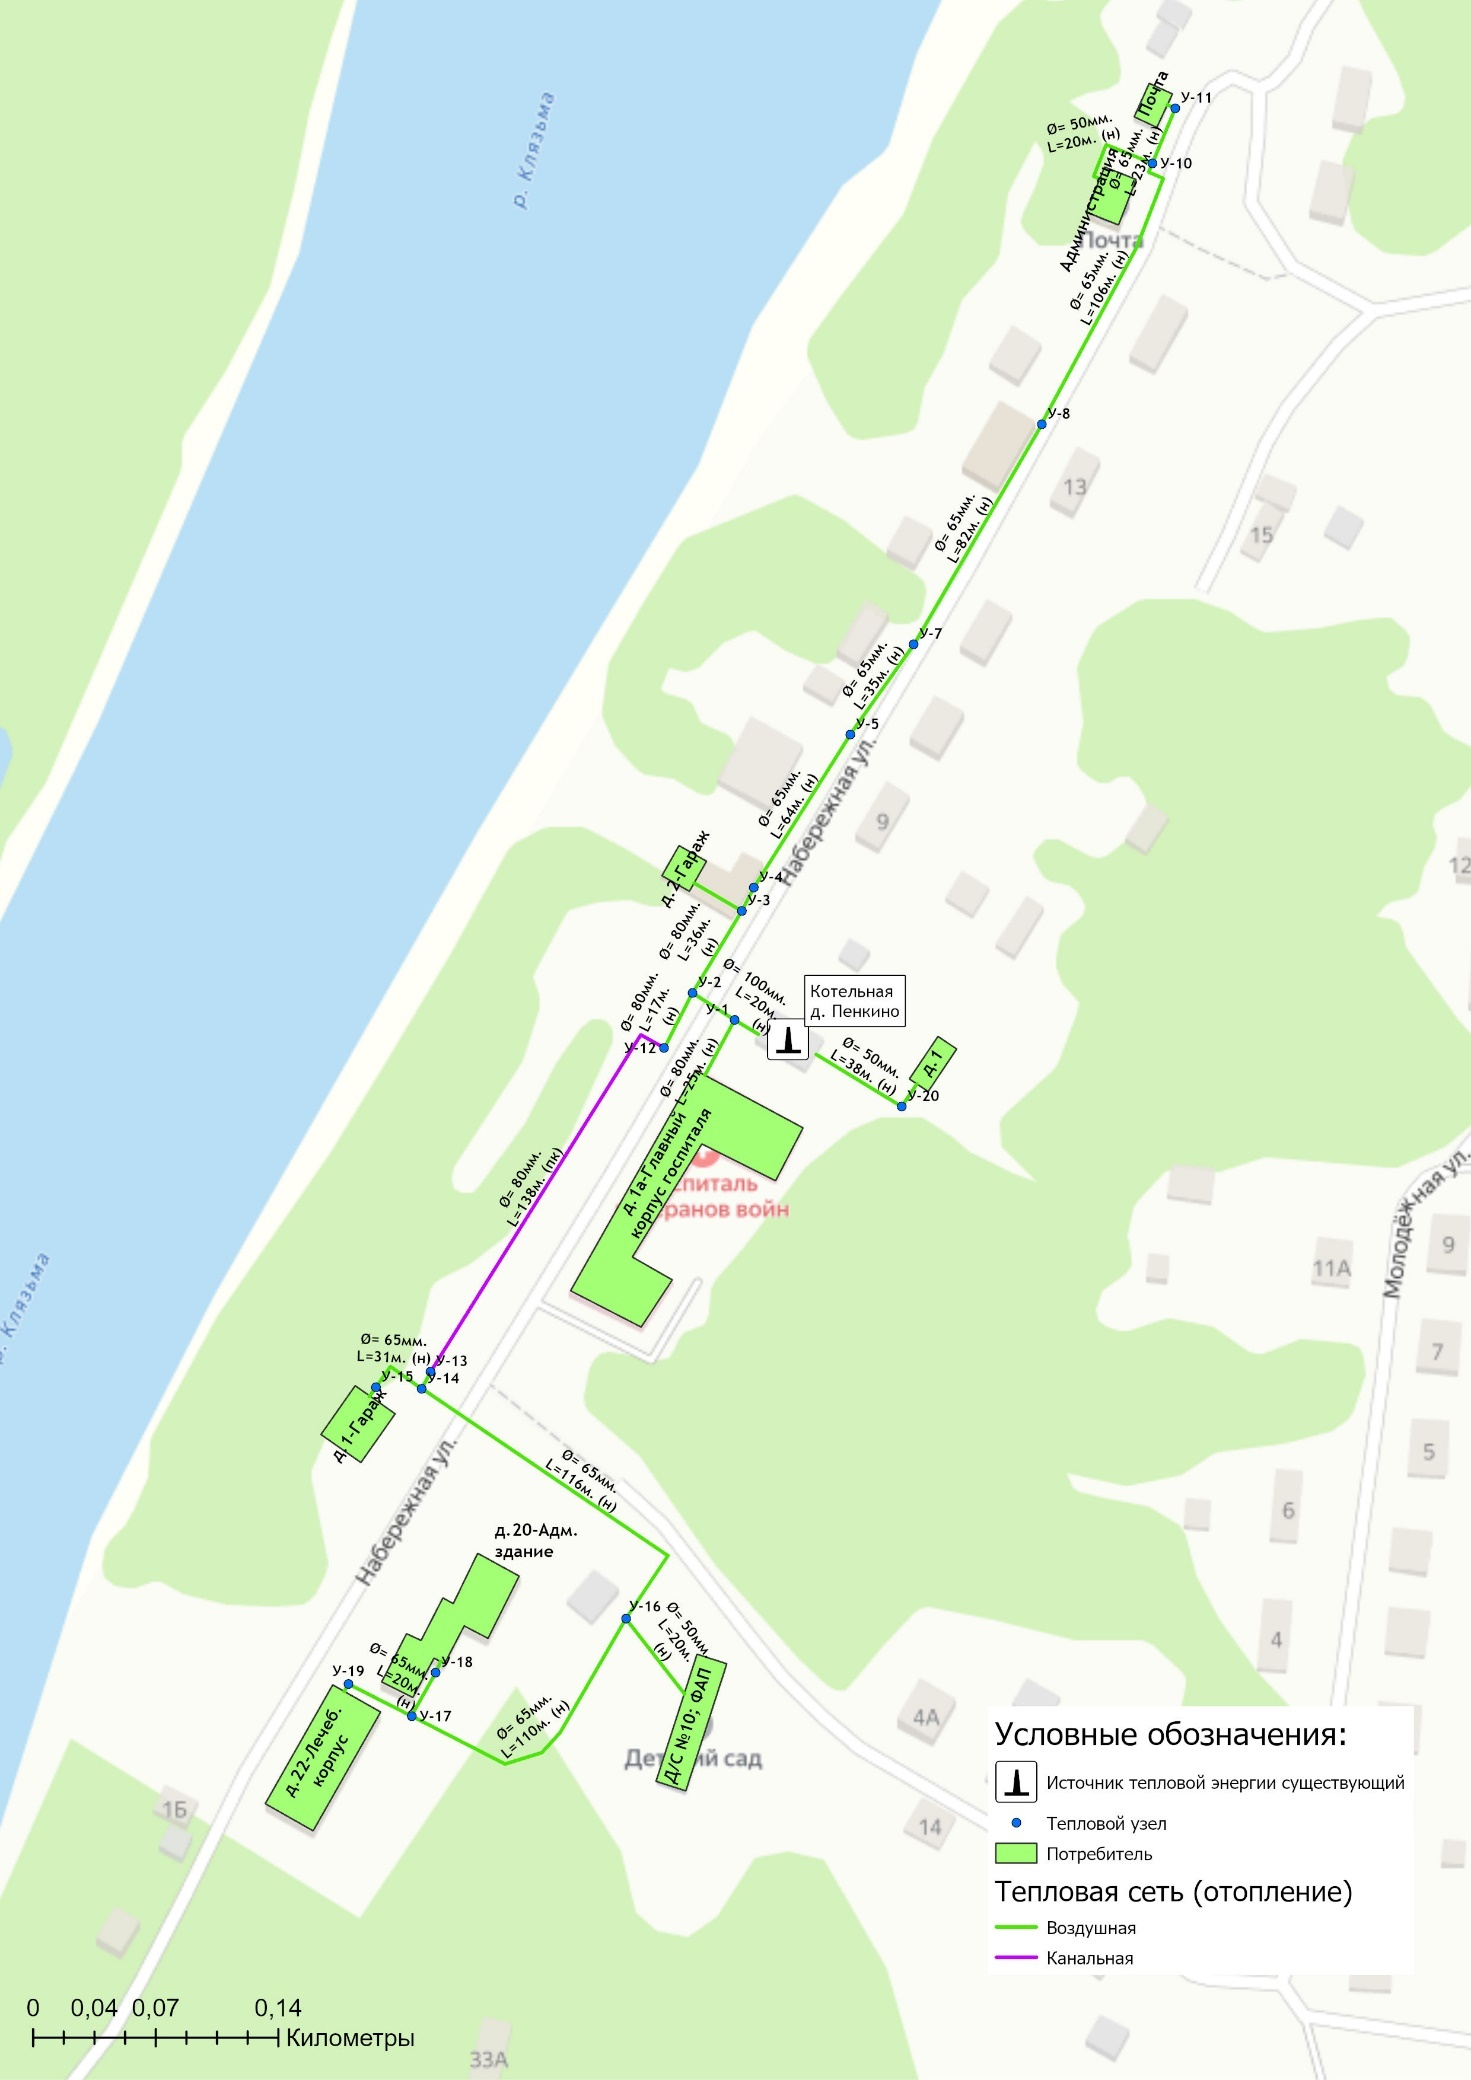 Почта
У-11
Ø= 50мм.
L=20м. (н)
Ø= 65мм.
L=23м. (н)
У-10
Администрация
Почта
р. Клязьма
Ø= 65мм.
L=106м. (н)
У-8
13
15
Ø= 65мм.
L=82м. (н)
У-7
Ø= 65мм.
L=35м. (н)
У-5
Набережная ул.
Ø= 65мм.
L=64м. (н)
9
12
д.2-Гараж
У-4
У-3
Ø= 80мм.
L=36м.
(н)
У-2
Ø= 100мм.
L=20м.
(н)
У-1
Котельная
д. Пенкино
Ø= 80мм.
L=17м.
(н)
У-12
Ø= 80мм.
L=25м. (н)
Ø= 50мм.
L=38м. (н)
д. 1
У-20
д. 1а-Главный
корпус госпиталя
Ø= 80мм.
L=138м. (пк)
р. Клязьма
Молодёжная ул.
9
11А
7
5
6
4
4А
14
Ø= 65мм.
L=31м. (н)
У-13
У-15
У-14
д.1-Гараж
Набережная ул.
Ø= 65мм.
L=116м. (н)
д.20-Адм.
здание
У-16
Ø= 50мм.
L=20м.
(н)
Ø= 65мм.
L=20м.
(н)
У-18
У-19
У-17
Ø= 65мм.
L=110м. (н)
Д/С №10; ФАП
д.22-Лечеб.
корпус
1Б
33А
Условные обозначения:
Источник тепловой энергии существующий
Тепловой узел
Потребитель
Тепловая сеть (отопление)
Воздушная
Канальная
0 0,04 0,07 0,14
Километры